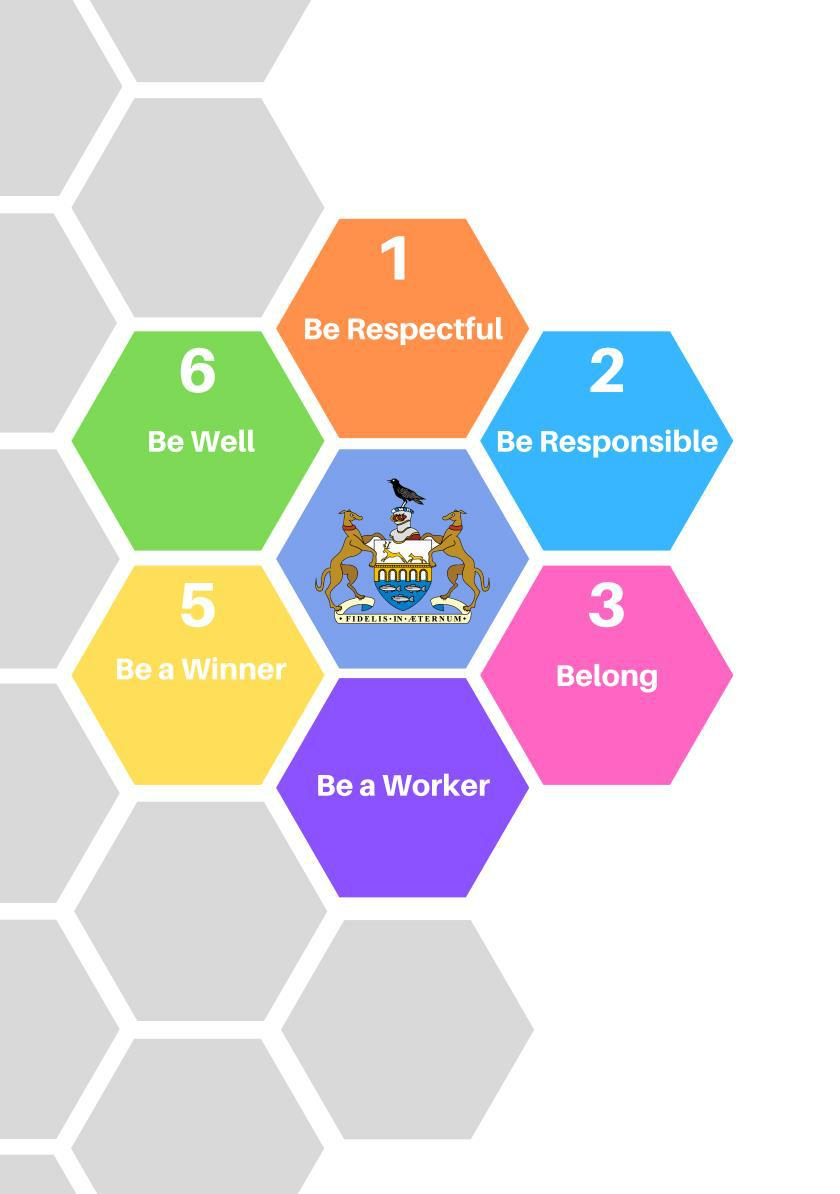 1
Be Respectful
6
Be Well
2
Be Responsible
FIDELIS·IN·ÆTERNUM
5
Be a Winner
3
Belong
Be a Worker